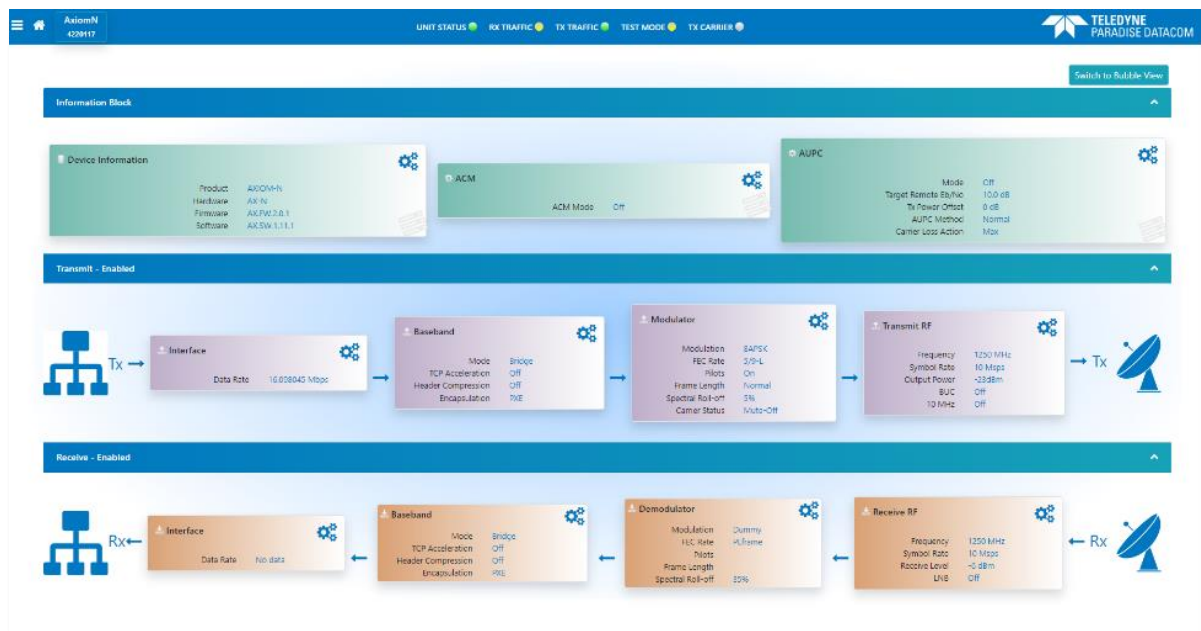 AxiomN
4220117
UNIT STATUS RX TRAFFIC TX TRAFFIC TEST MODE TX CARRIER
TELEDYNE
PARADISE DATACOM
Switch to Bubble View
Information Block
Device Information
Product AXIOM-N
Hardware AX-N
Firmware AX.FW.2.8.1
Software AX.SW.1.11.1
ACM
ACM Mode Off
AUPC
Mode Off
Target Remote Eb/No 10.0 dB
Tx Power Offset 0 dB
AUPC Method Normal
Carrier Loss Action Max
Transmit - Enabled
Tx
Interface
Data Rate 16.098045 Mbps
Baseband
Mode Bridge
TCP Acceleration Off
Header Compression Off
Encapsulation PXE
Modulator
Modulation 8APSK
FEC Rate 5/9-L
Pilots On
Frame Length Normal
Spectral Roll-off 5%
Carrier Status Mute-Off
Transmit RF
Frequency 1250 MHz
Symbol Rate 10 Msps
Output Power -23dBm
BUC Off
10 MHz Off
Tx
Receive - Enabled
Rx
Interface
Data Rate No data
Baseband
Mode Bridge
TCP Acceleration Off
Header Compression Off
Encapsulation PXE
Demodulator
Modulation Dummy
FEC Rate PLframe
Pilots
Frame Length
Spectral Roll-off 35%
Receive RF
Frequency 1250 MHz
Symbol Rate 10 Msps
Receive Level dBm
LNB Off
Rx